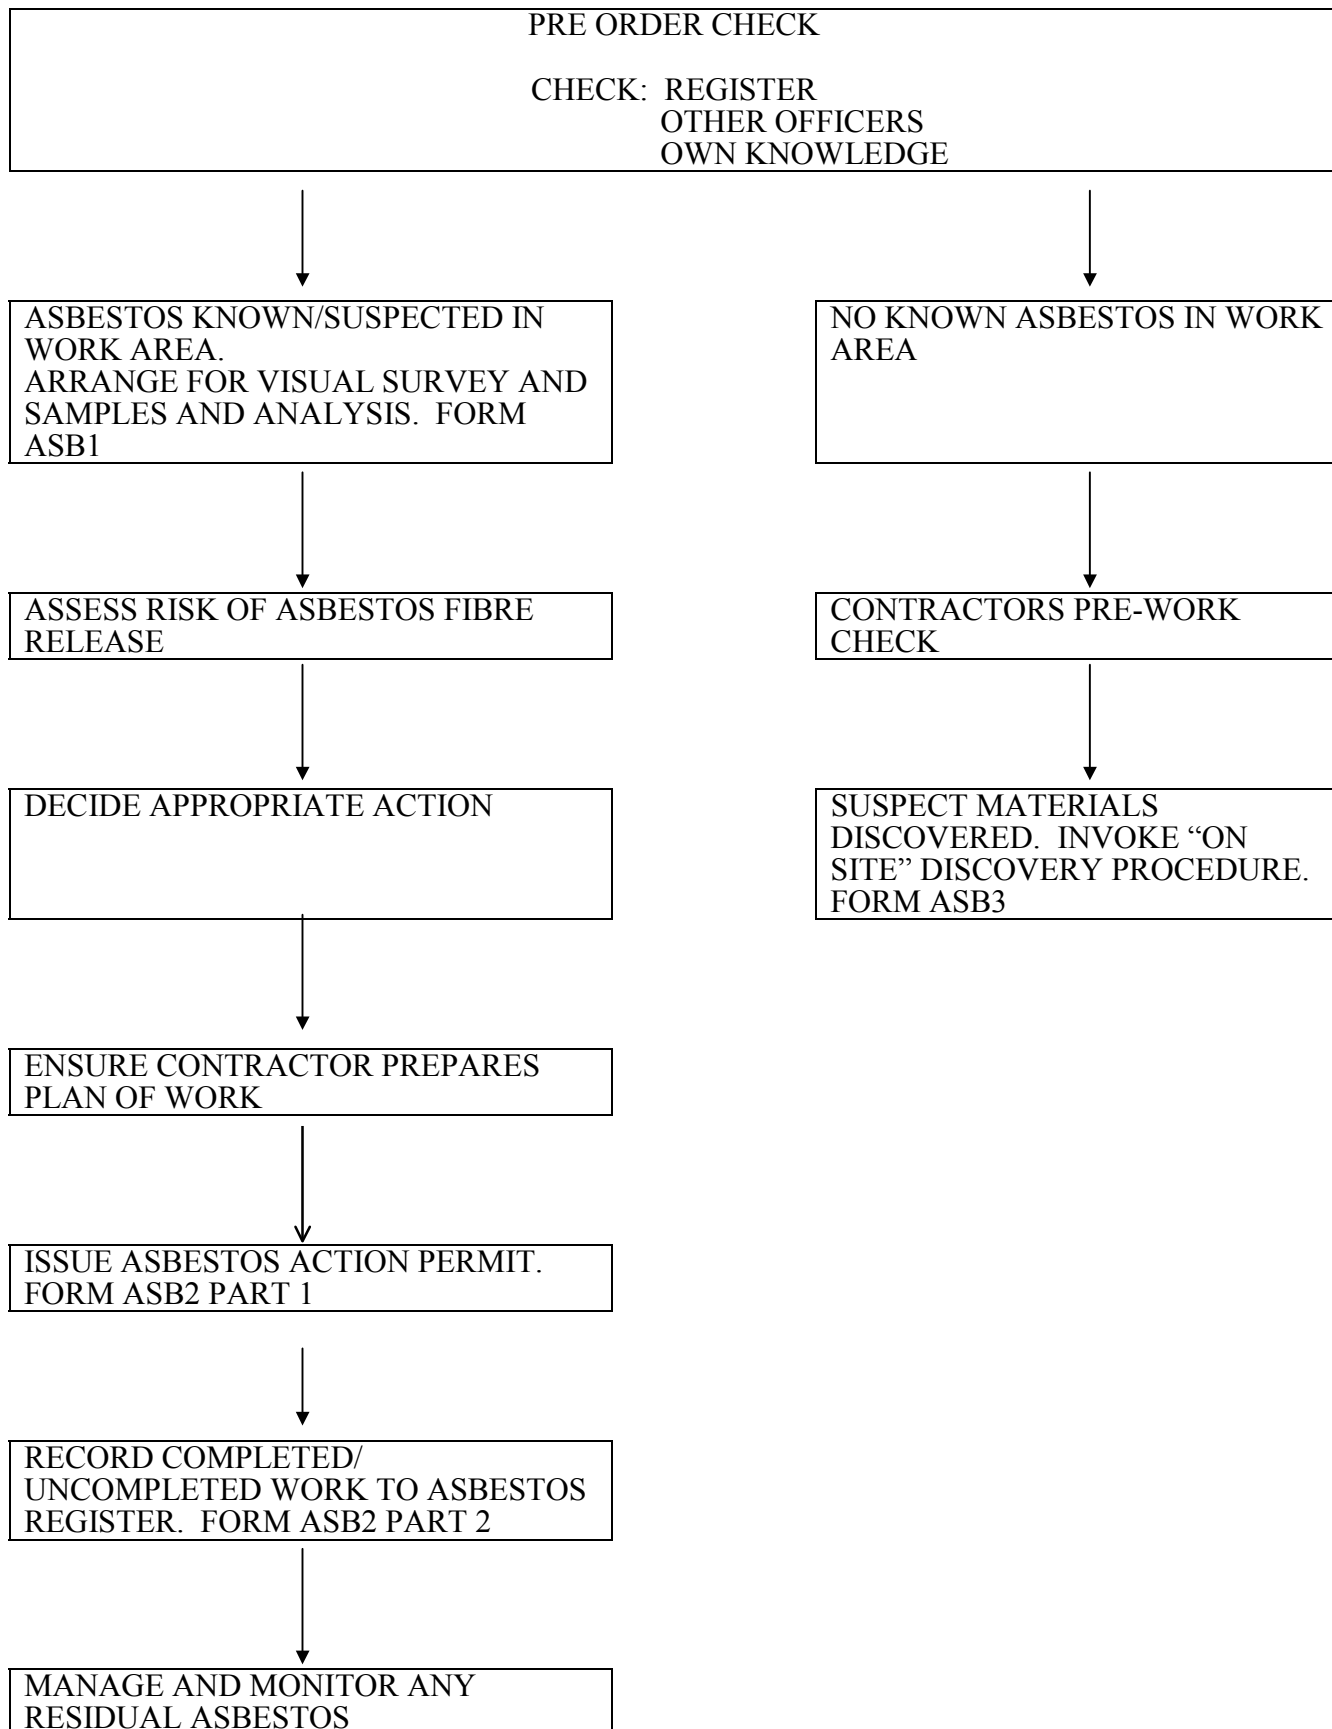 PRE ORDER CHECK
CHECK: REGISTER
OTHER OFFICERS
OWN KNOWLEDGE
ASBESTOS KNOWN/SUSPECTED IN
WORK AREA.
ARRANGE FOR VISUAL SURVEY AND
SAMPLES AND ANALYSIS. FORM
ASB1
NO KNOWN ASBESTOS IN WORK
AREA
ASSESS RISK OF ASBESTOS FIBRE
RELEASE
CONTRACTORS PRE-WORK
CHECK
DECIDE APPROPRIATE ACTION
SUSPECT MATERIALS
DISCOVERED. INVOKE “ON
SITE” DISCOVERY PROCEDURE.
FORM ASB3
ENSURE CONTRACTOR PREPARES
PLAN OF WORK
ISSUE ASBESTOS ACTION PERMIT.
FORM ASB2 PART 1
RECORD COMPLETED/
UNCOMPLETED WORK TO ASBESTOS
REGISTER. FORM ASB2 PART 2
MANAGE AND MONITOR ANY
RESIDUAL ASBESTOS